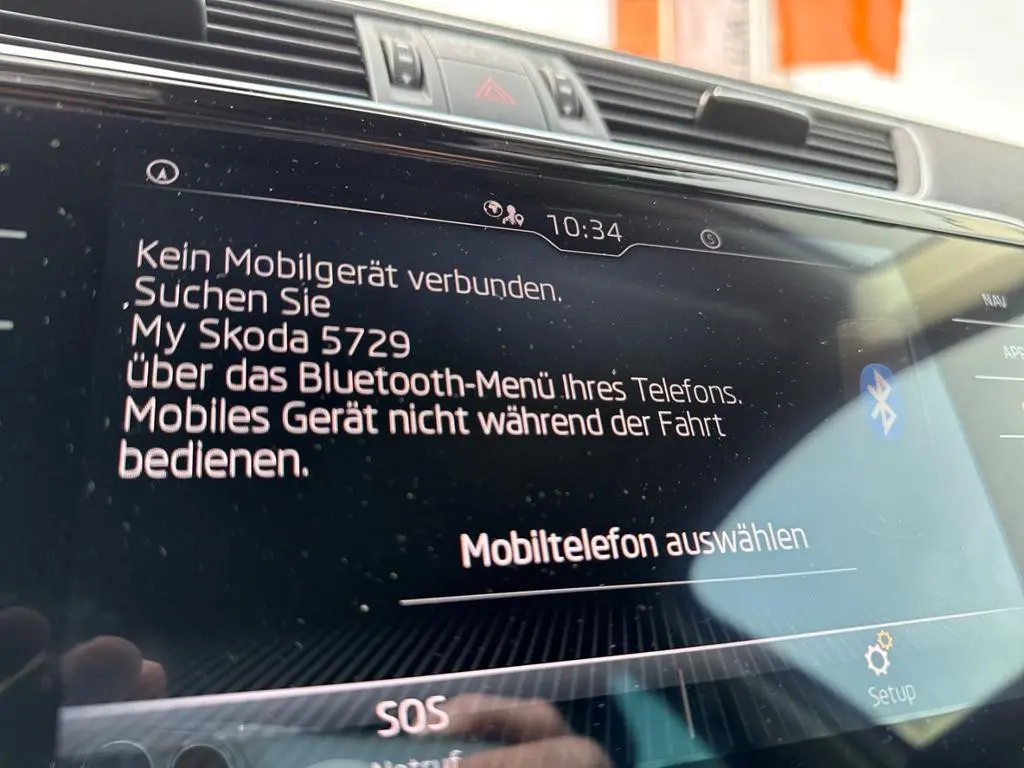 10:34
S
Kein Mobilgerät verbunden.
Suchen Sie
My Skoda 5729
über das Bluetooth-Menü Ihres Telefons.
Mobiles Gerät nicht während der Fahrt
bedienen.
NAV
Mobiltelefon auswählen
Setup
SOS
Notruf